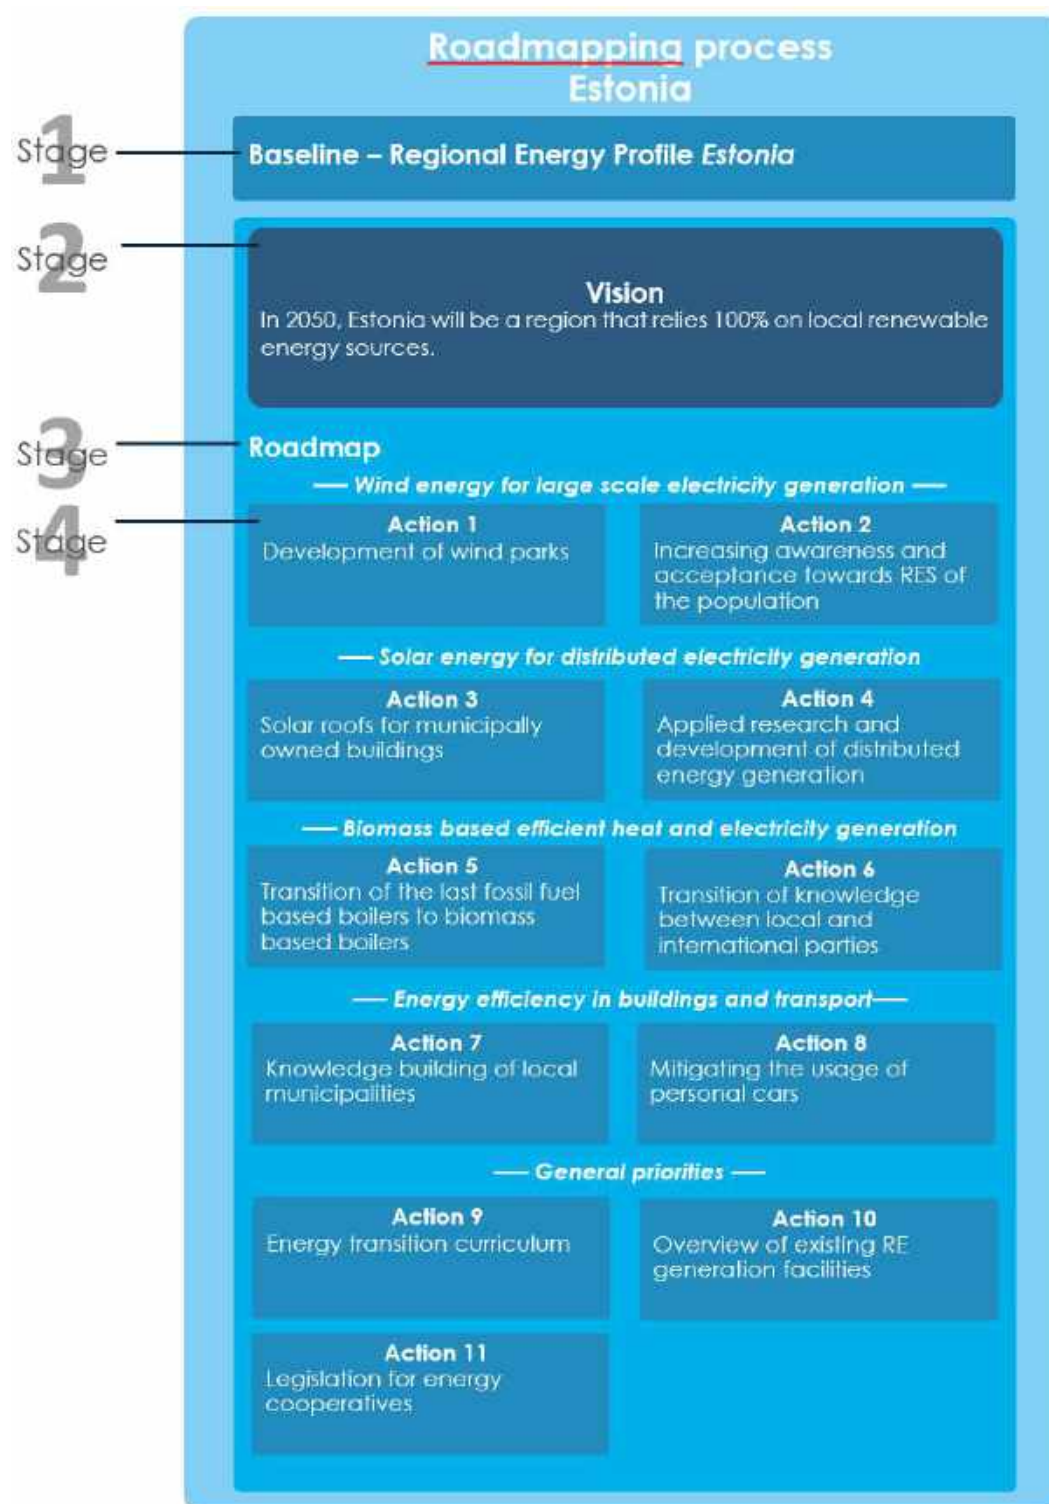 Roadmapping process
Estonia
Stage 1
Baseline – Regional Energy Profile Estonia
Stage 2
Vision
In 2050, Estonia will be a region that relies 100% on local renewable
energy sources.
Stage 3
Roadmap
Wind energy for large scale electricity generation
Stage 4
Action 1
Development of wind parks
Action 2
Increasing awareness and
acceptance towards RES of
the population
Solar energy for distributed electricity generation
Action 3
Solar roofs for municipally
owned buildings
Action 4
Applied research and
development of distributed
energy generation
Biomass based efficient heat and electricity generation
Action 5
Transition of the last fossil fuel
based boilers to biomass
based boilers
Action 6
Transition of knowledge
between local and
international parties
Energy efficiency in buildings and transport
Action 7
Knowledge building of local
municipailities
Action 8
Mitigating the usage of
personal cars
General priorities
Action 9
Energy transition curriculum
Action 10
Overview of existing RE
generation facilities
Action 11
Legislation for energy
cooperatives